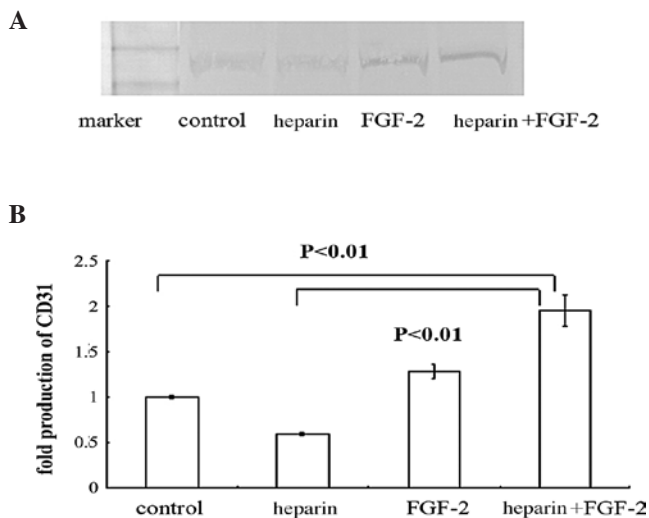 A
marker control heparin FGF-2 heparin+FGF-2
B
P<0.01
P<0.01
fold production of CD31
2.5
2
1.5
1
0.5
0
control heparin FGF-2 heparin+FGF-2